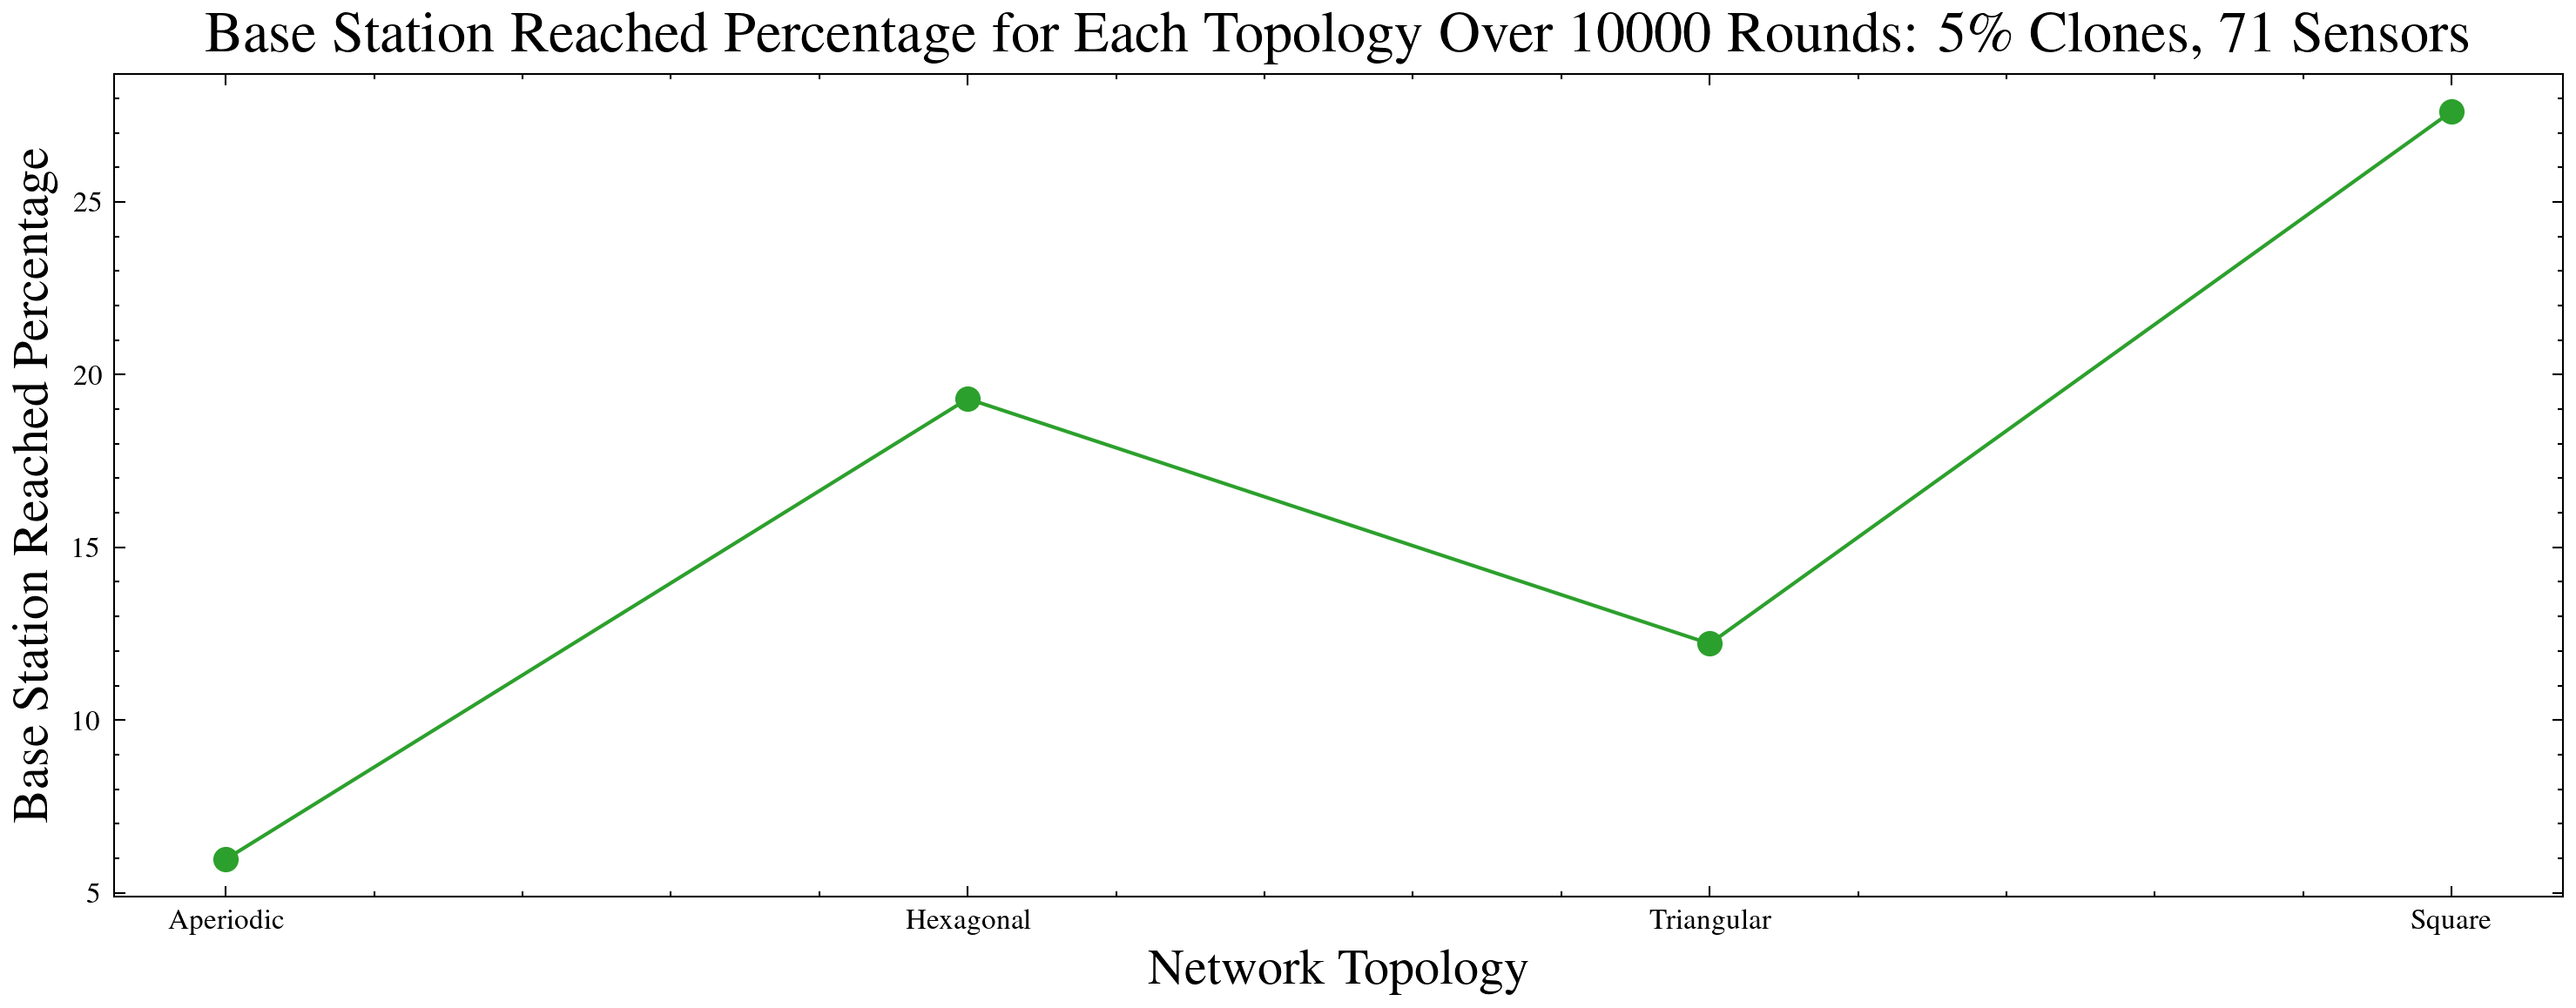 Base Station Reached Percentage for Each Topology Over 10000 Rounds: 5% Clones, 71 Sensors
Base Station Reached Percentage
25
20
15
10
5
Aperiodic
Hexagonal
Triangular
Square
Network Topology